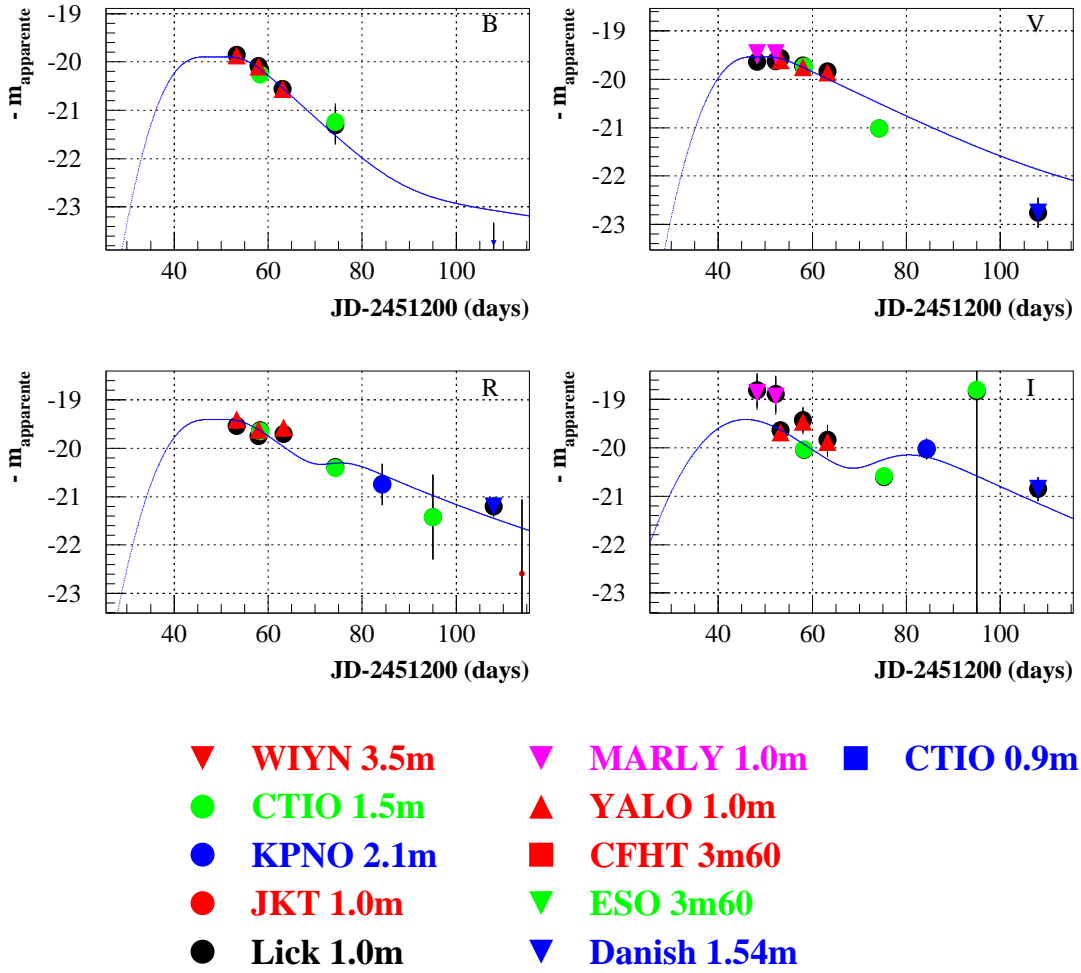 B
V
-19
-20
-21
-22
-23
- m apparente
40 60 80 100
JD-2451200 (days)
-19
-20
-21
-22
-23
- m apparente
40 60 80 100
JD-2451200 (days)
R
I
-19
-20
-21
-22
-23
- m apparente
40 60 80 100
JD-2451200 (days)
-19
-20
-21
-22
-23
- m apparente
40 60 80 100
JD-2451200 (days)
WIYN 3.5m
MARLY 1.0m
CTIO 0.9m
CTIO 1.5m
YALO 1.0m
KPNO 2.1m
CFHT 3m60
JKT 1.0m
ESO 3m60
Lick 1.0m
Danish 1.54m